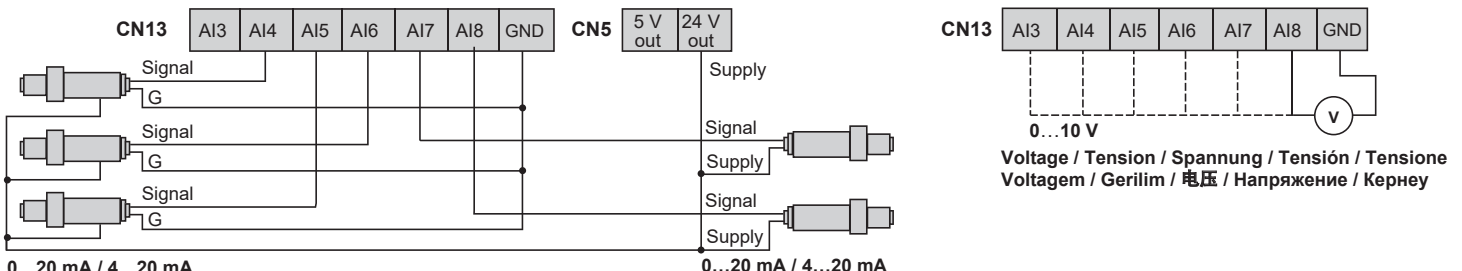 CN13 AI3 AI4 AI5 AI6 AI7 AI8 GND
CN5 5 V out 24 V out
Signal
G
Signal
G
Signal
G
Supply
Signal
Supply
Signal
Supply
0…20 mA / 4…20 mA
0…20 mA / 4…20 mA
CN13 AI3 AI4 AI5 AI6 AI7 AI8 GND
V
0…10 V
Voltage / Tension / Spannung / Tensión / Tensione
Voltagem / Gerilim / 电压 / Напряжение / Кернеу